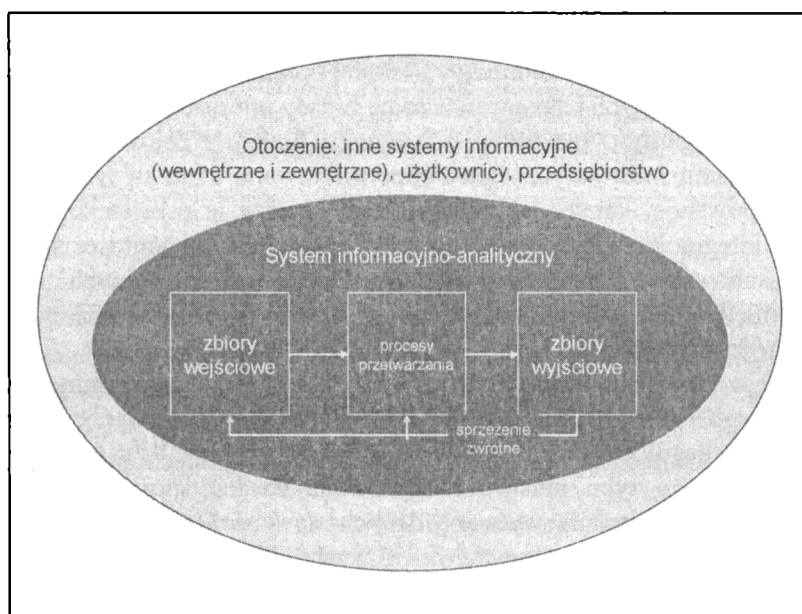 Otoczenie: inne systemy informacyjne
(wewnętrzne i zewnętrzne), użytkownicy, przedsiębiorstwo
System informacyjno-analityczny
zbiory
wejściowe
procesy
przetwarzania
zbiory
wyjściowe
sprzężenie
zwrotne